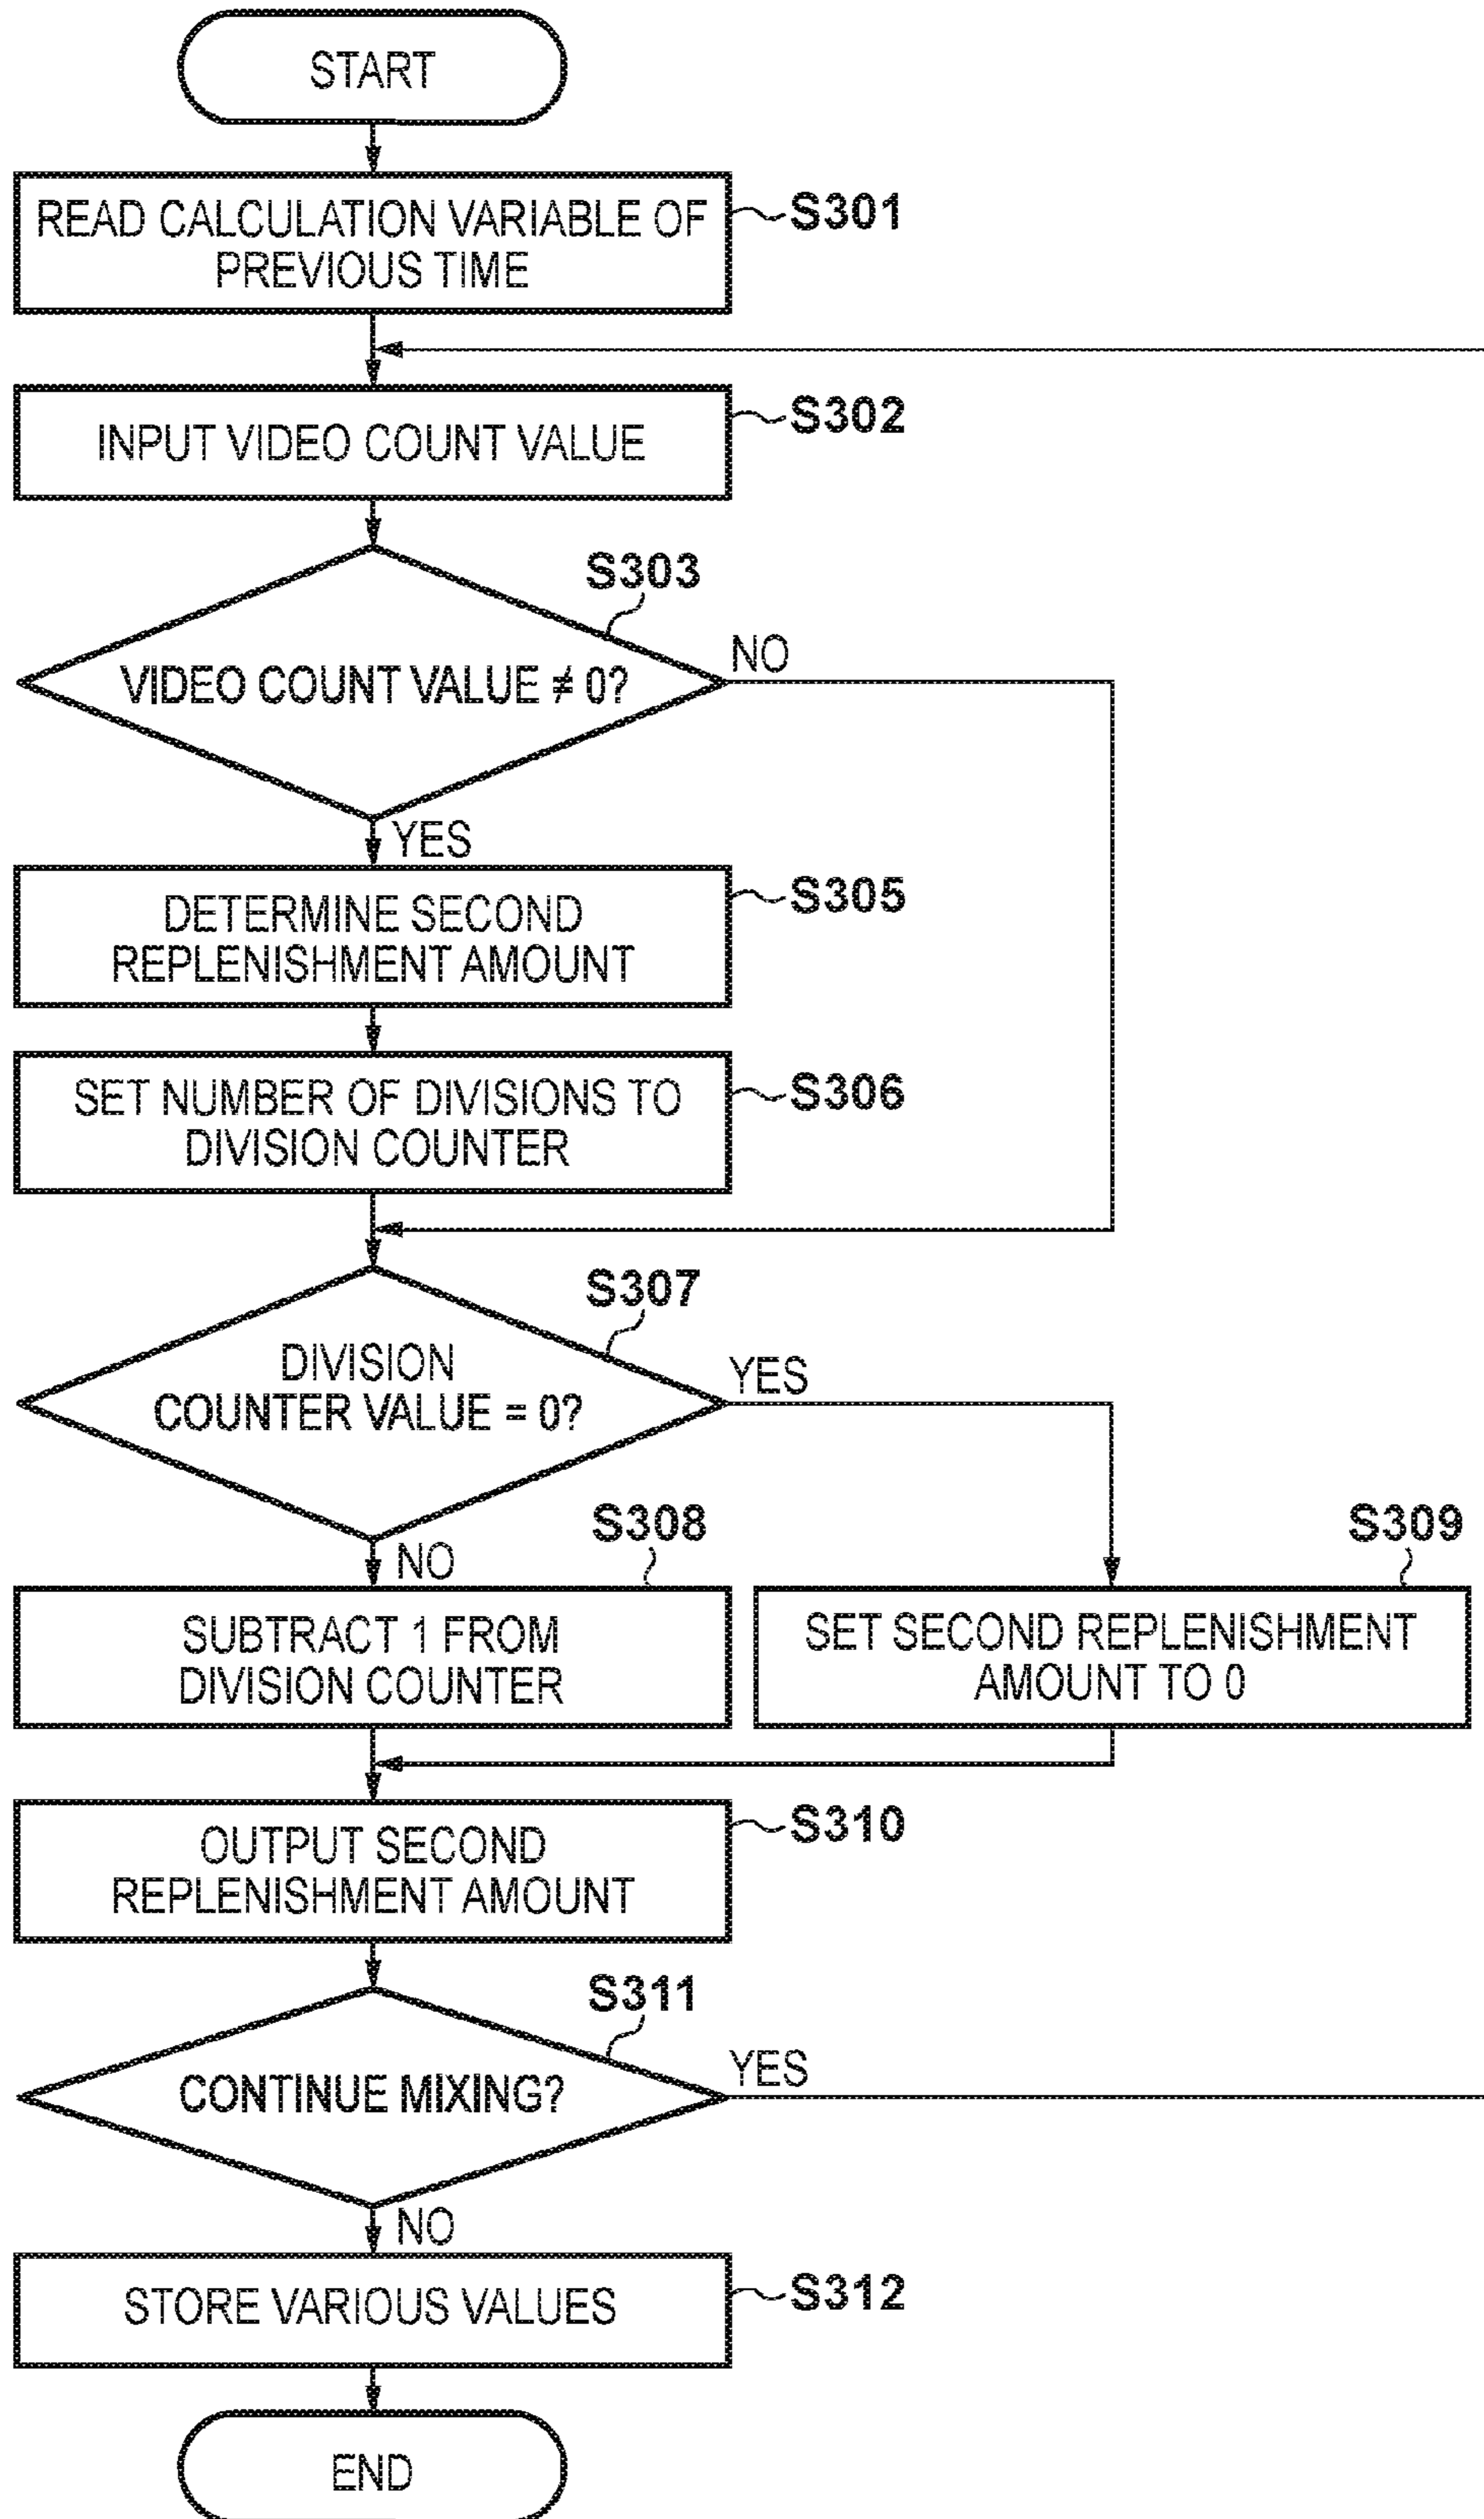 START
READ CALCULATION VARIABLE OF
PREVIOUS TIME
S301
INPUT VIDEO COUNT VALUE
S302
S303
VIDEO COUNT VALUE ≠ 0?
NO
YES
DETERMINE SECOND
REPLENISHMENT AMOUNT
S305
SET NUMBER OF DIVISIONS TO
DIVISION COUNTER
S306
S307
DIVISION
COUNTER VALUE = 0?
YES
NO
S308
SUBTRACT 1 FROM
DIVISION COUNTER
S309
SET SECOND REPLENISHMENT
AMOUNT TO 0
OUTPUT SECOND
REPLENISHMENT AMOUNT
S310
S311
CONTINUE MIXING?
YES
NO
STORE VARIOUS VALUES
S312
END